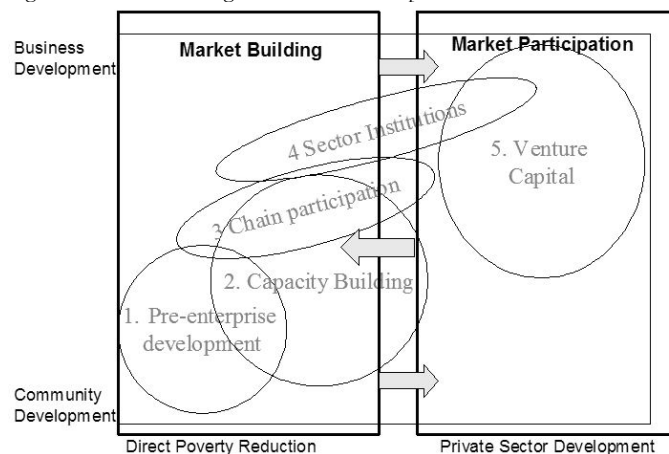 Business
Development
Market Building
Market Participation
4 Sector Institutions
5. Venture
Capital
3 Chain participation
2. Capacity Building
1. Pre-enterprise
development
Community
Development
Direct Poverty Reduction
Private Sector Development